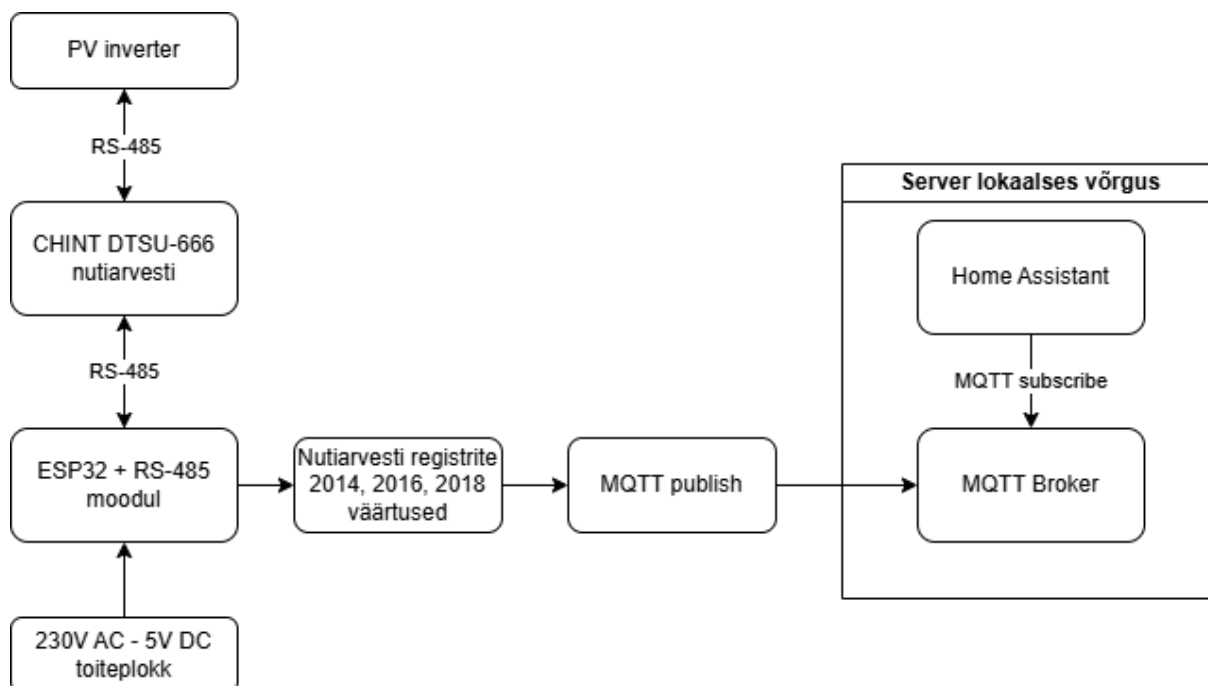 PV inverter
RS-485
Server lokaalses võrgus
CHINT DTSU-666
nutiarvesti
Home Assistant
RS-485
MQTT subscribe
ESP32 + RS-485
moodul
Nutiarvesti registrite
2014, 2016, 2018
väärtused
MQTT publish
MQTT Broker
230V AC - 5V DC
toiteplokk